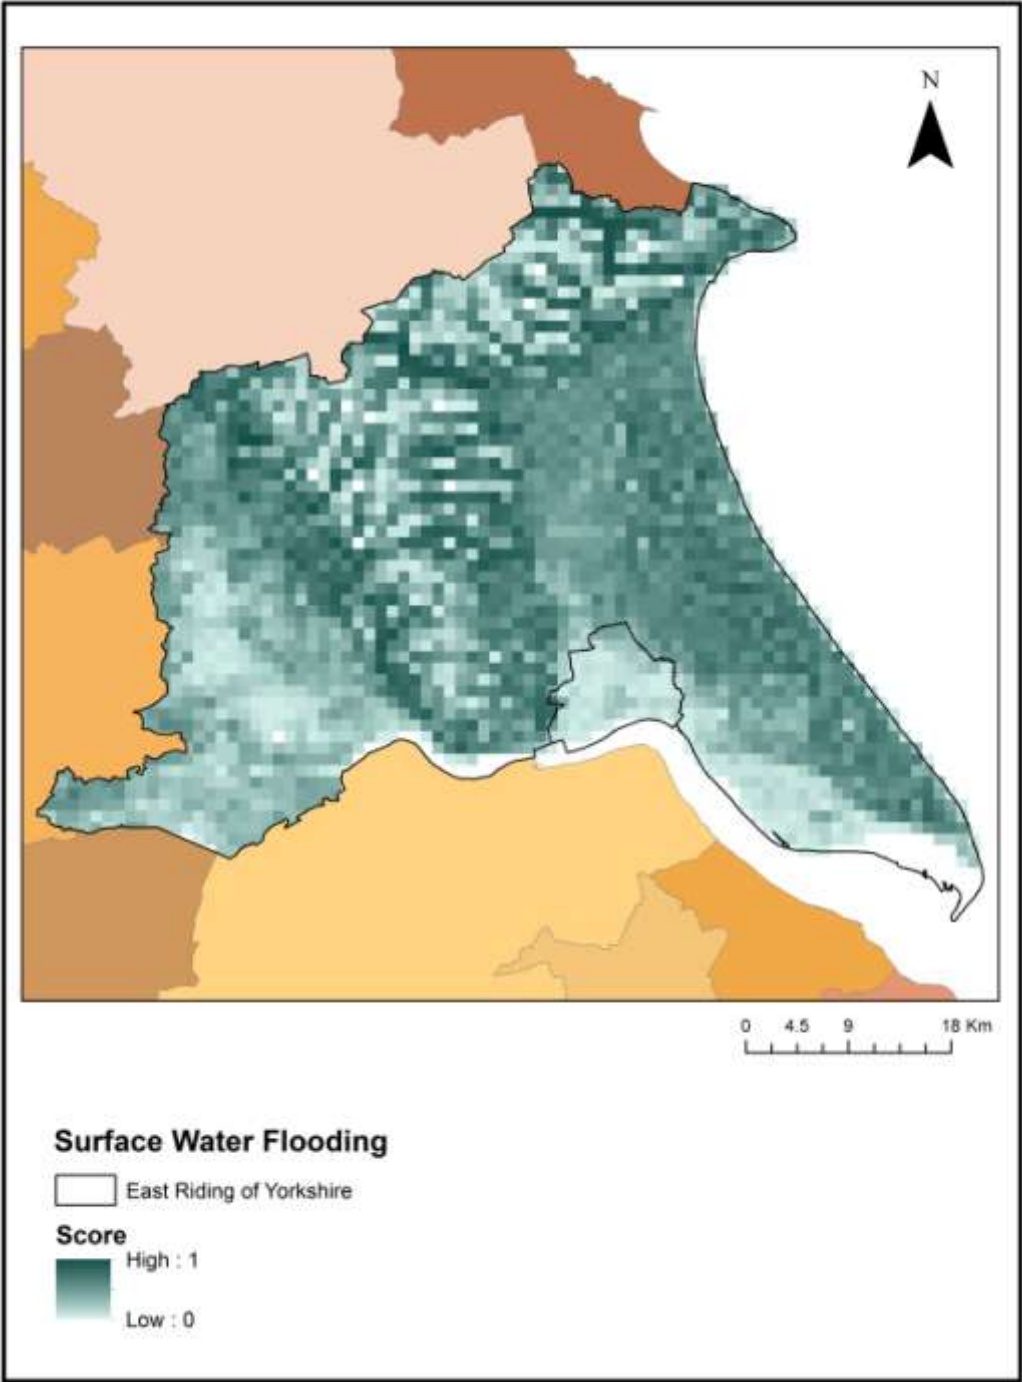 N
0 4.5 9 18 Km
Surface Water Flooding
East Riding of Yorkshire
Score
High : 1
Low : 0